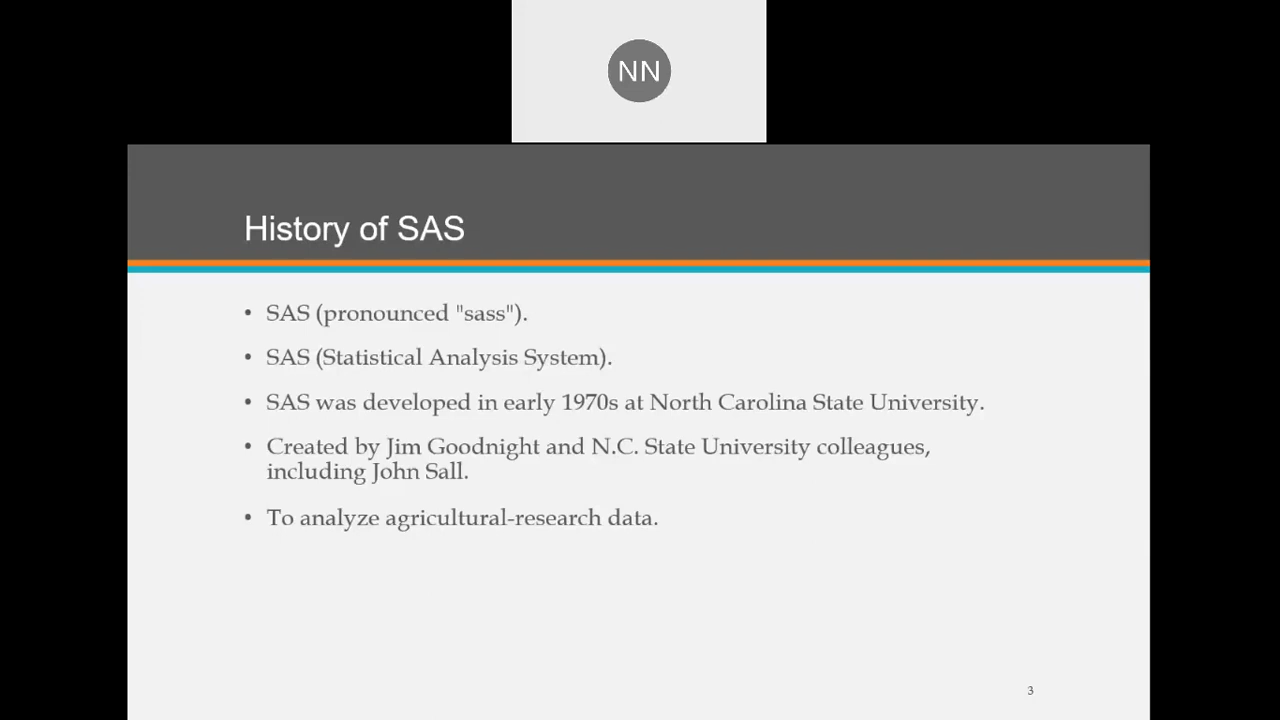 NN
History of SAS
• SAS (pronounced "sass").
• SAS (Statistical Analysis System).
• SAS was developed in early 1970s at North Carolina State University.
• Created by Jim Goodnight and N.C. State University colleagues,
including John Sall.
• To analyze agricultural-research data.
3